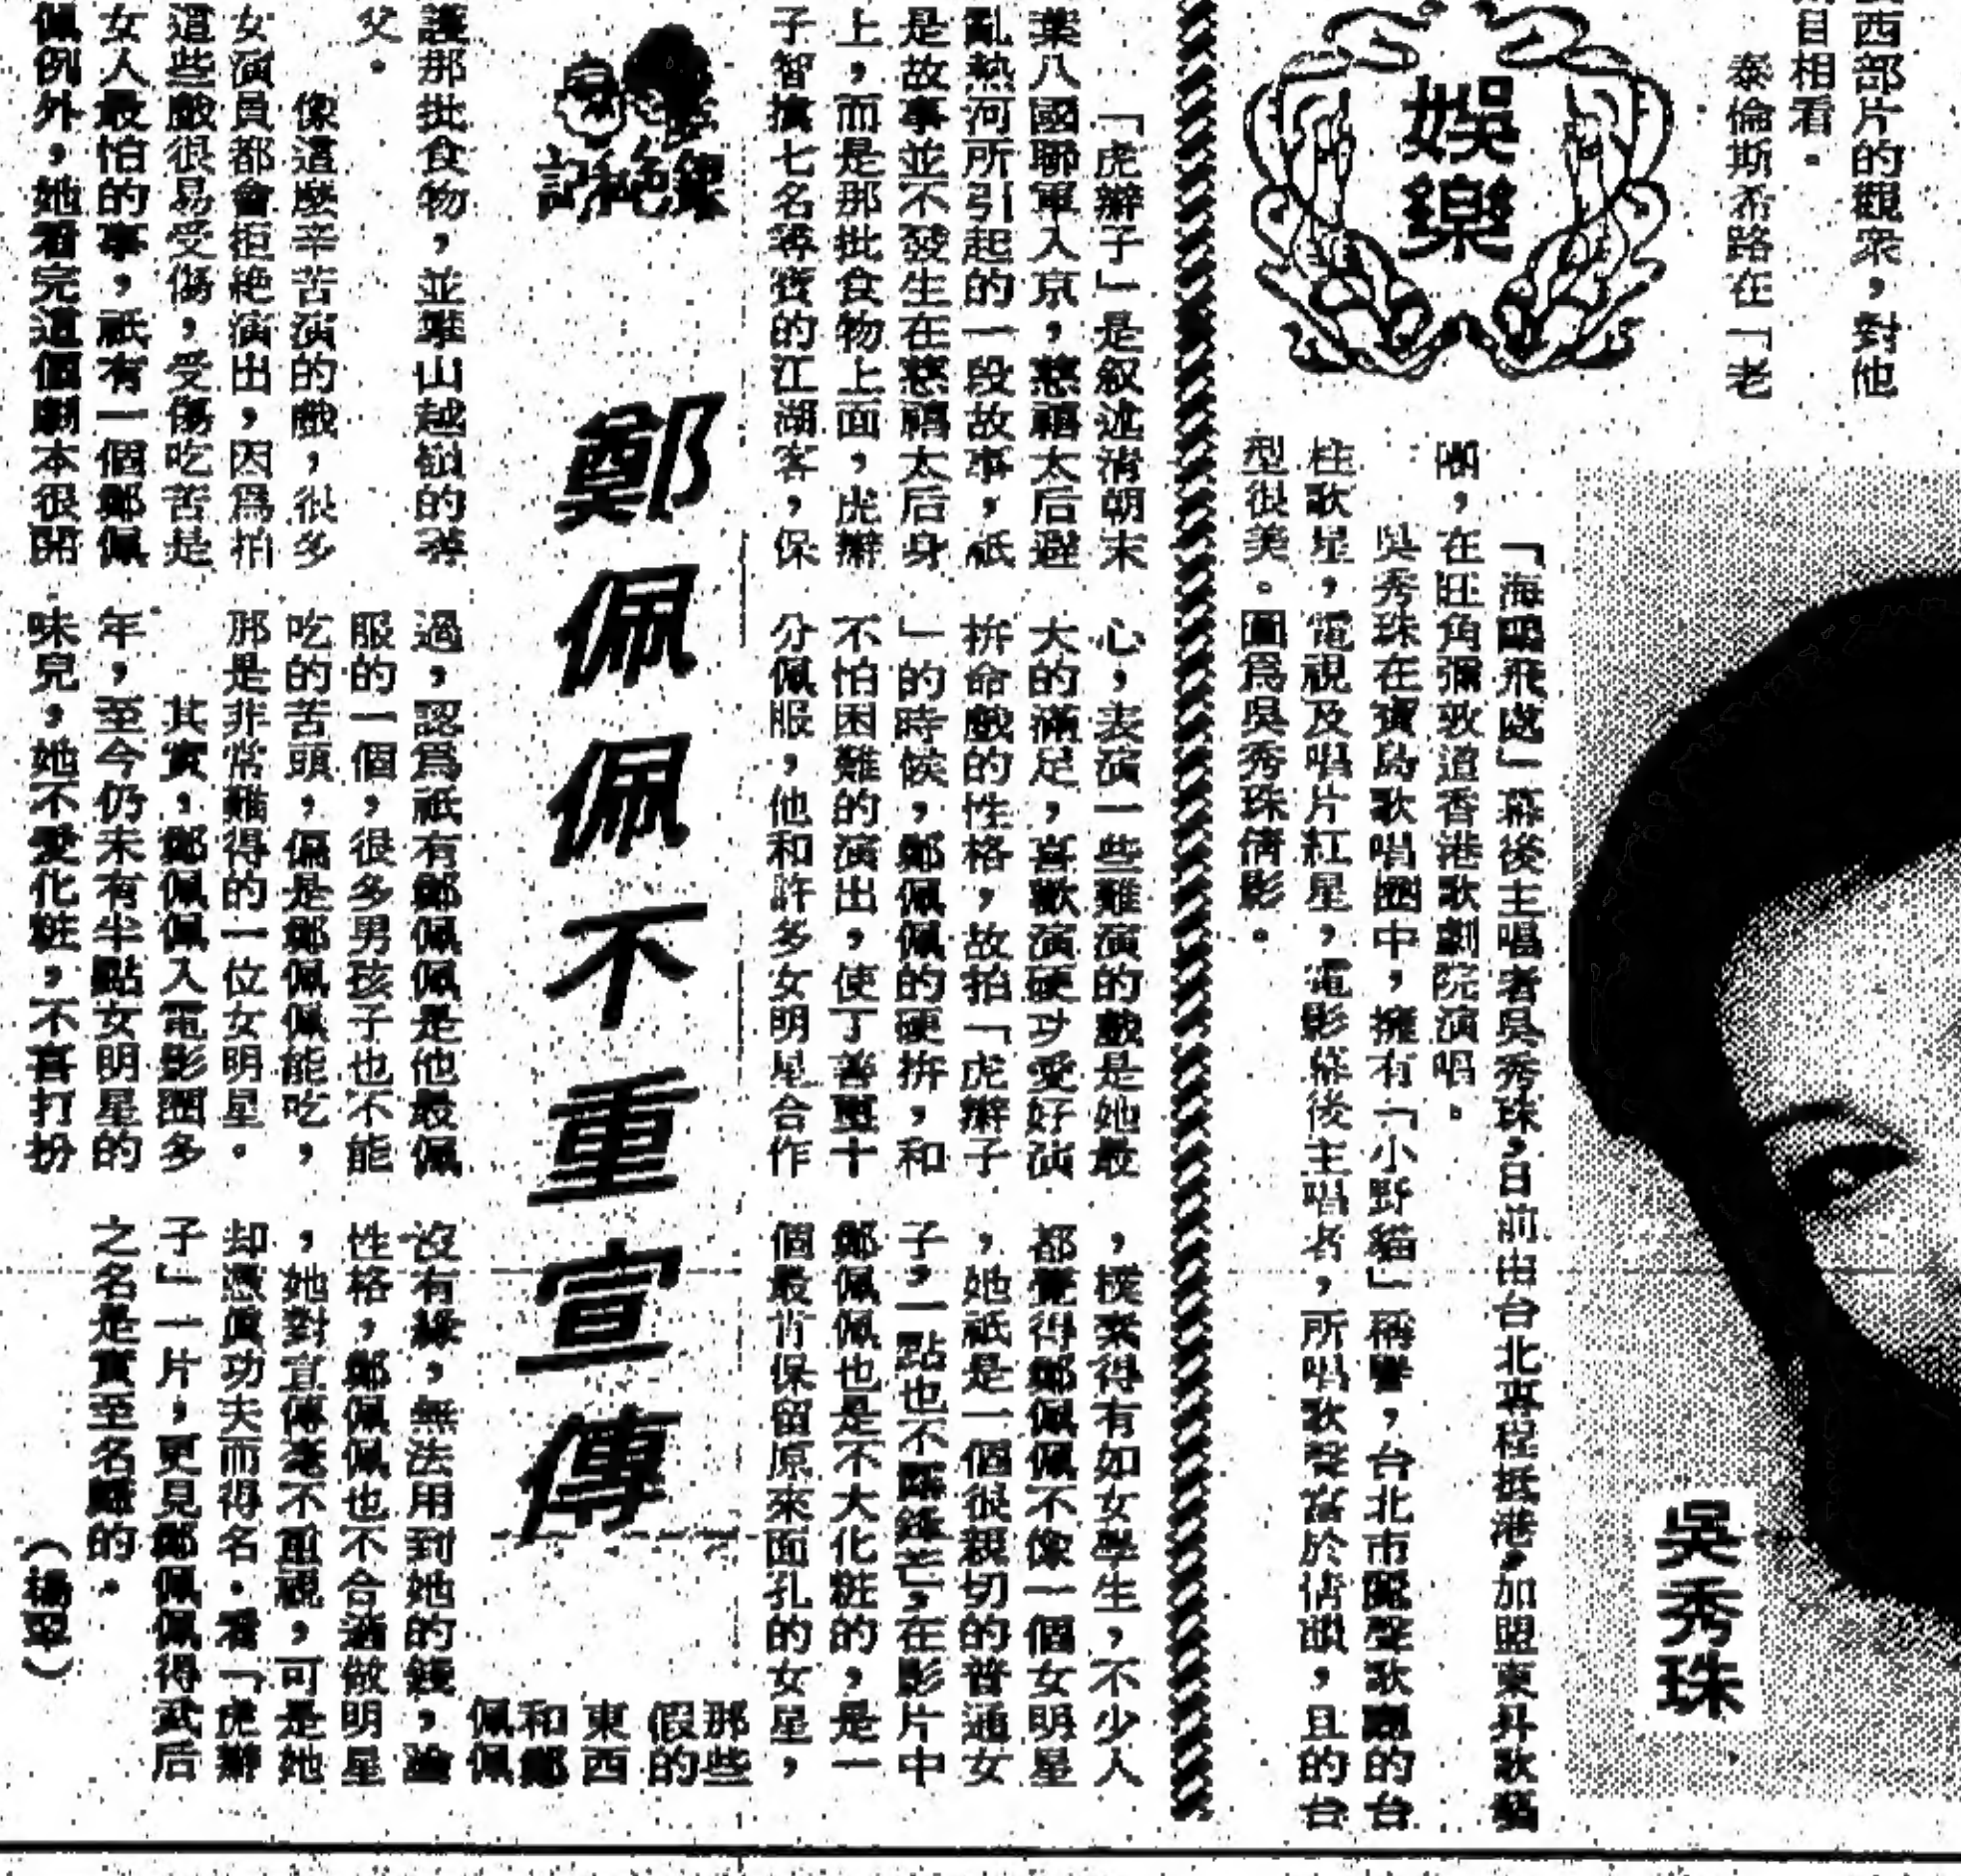 西部片的觀衆，對他
目相看。
泰倫斯希路在「老
娛樂
「海鷗飛處」幕後主唱者吳秀珠，日前由台北專程抵港，加盟東昇歌藝
團，在旺角彌敦道香港歌劇院演唱。
吳秀珠在寶島歌唱圈中，擁有「小野貓」稱譽，台北市麗聲歌廳的台
柱歌星，電視及唱片紅星，電影幕後主唱者，所唱歌聲富於情韻，且的台
型很美。圖爲吳秀珠倩影。
吳秀珠
鄭佩佩不重宣傳
「虎辮子」是叙述清朝末
葉八國聯軍入京，慈禧太后避
亂熱河所引起的一段故事，祇
是故事並不發生在慈禧太后身
上，而是那批食物上面，虎辮
子智擒七名尋寶的江湖客，保
護那批食物，並山越嶺的尋
父。
像這麼辛苦演的戲，很多
女演員都會拒絶演出，因爲拍
這些戲很易受傷，受傷吃苦是
女人最怕的事，祇有一個鄭佩
佩例外，她看完這個劇本很開
心，表演一些難演的戲是她最
大的滿足，喜歡演硬功愛好演
拚命戲的性格，故拍「虎辮子
」的時候，鄭佩佩的硬拚，和
不怕困難的演出，使丁善璽十
分佩服，他和許多女明星合作
過，認爲祇有鄭佩佩是他最佩
服的一個，很多男孩子也不能
吃的苦頭，偏是鄭佩佩能吃，
那是非常難得的一位女明星。
其實，鄭佩佩入電影圈多
年，至今仍未有半點女明星的
味兒，她不愛化粧，不喜打扮
，樸素得有如女學生，不少人
都覺得鄭佩佩不像一個女明星
，她祇是一個很親切的普通女
子，一點也不露鋒芒，在影片中
鄭佩佩也是不大化粧的，是一
個最肯保留原來面孔的女星，
那些
假的
東西
和鄭
佩佩
沒有緣，無法用到她的錢，論
性格，鄭佩佩也不合適做明星
，她對宣傳毫不重視，可是她
却憑眞功夫而得名。看「虎辮
子」一片，更見鄭佩佩得武后
之名是實至名歸的。